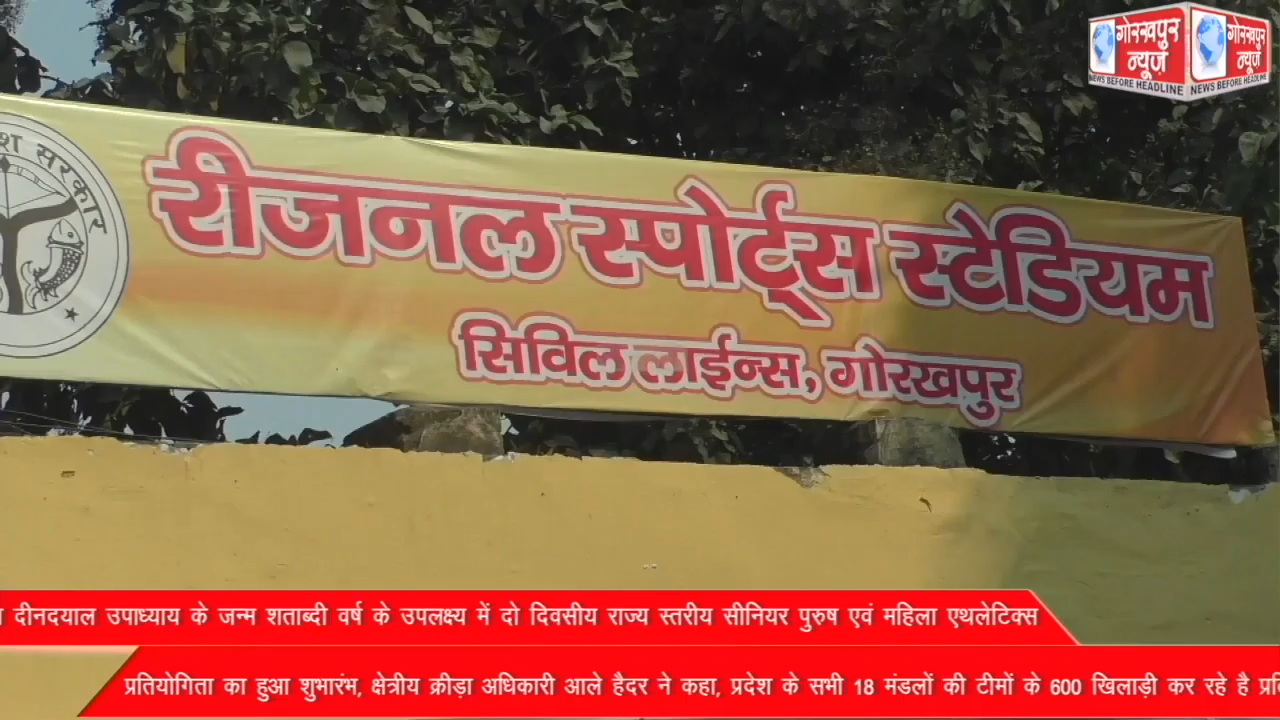 गोरखपुर
न्यूज़
NEWS BEFORE HEADLINE
गोरखपुर
न्यूज़
NEWS BEFORE HEADLINE
श सरकार
रीजनल स्पोर्ट्स स्टेडियम
सिविल लाईन्स, गोरखपुर
दीनदयाल उपाध्याय के जन्म शताब्दी वर्ष के उपलक्ष्य में दो दिवसीय राज्य स्तरीय सीनियर पुरुष एवं महिला एथलेटिक्स
प्रतियोगिता का हुआ शुभारंभ, क्षेत्रीय क्रीड़ा अधिकारी आले हैदर ने कहा, प्रदेश के सभी 18 मंडलों की टीमों के 600 खिलाड़ी कर रहे है